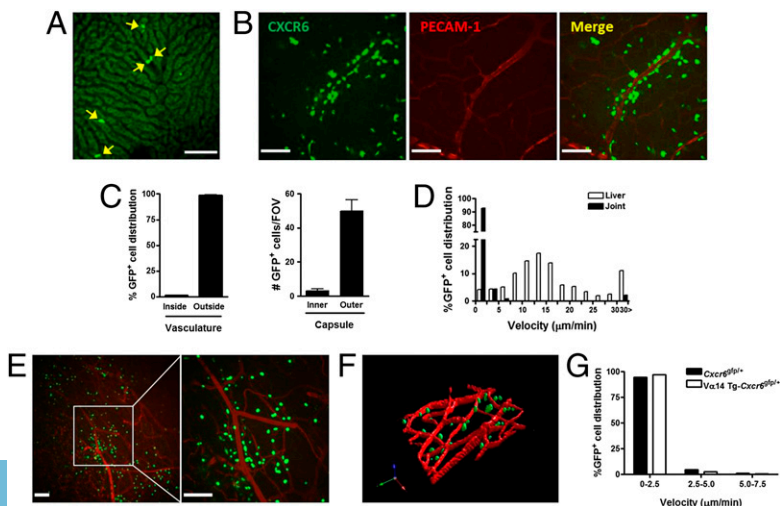 A
B
CXCR6
PECAM-1
Merge
C
% GFP+ cell distribution
100
75
50
25
0
Inside Outside
Vasculature
# GFP+ cells/FOV
60
40
20
0
Inner Outer
Capsule
D
%GFP+ cell distribution
100
90
80
20
10
0
Liver
Joint
0 5 10 15 20 25 30 30>
Velocity (μm/min)
E
F
G
%GFP+ cell distribution
100
75
50
25
0
Cxcr6gfp/+
Vα14 Tg-Cxcr6gfp/+
0-2.5 2.5-5.0 5.0-7.5
Velocity (μm/min)